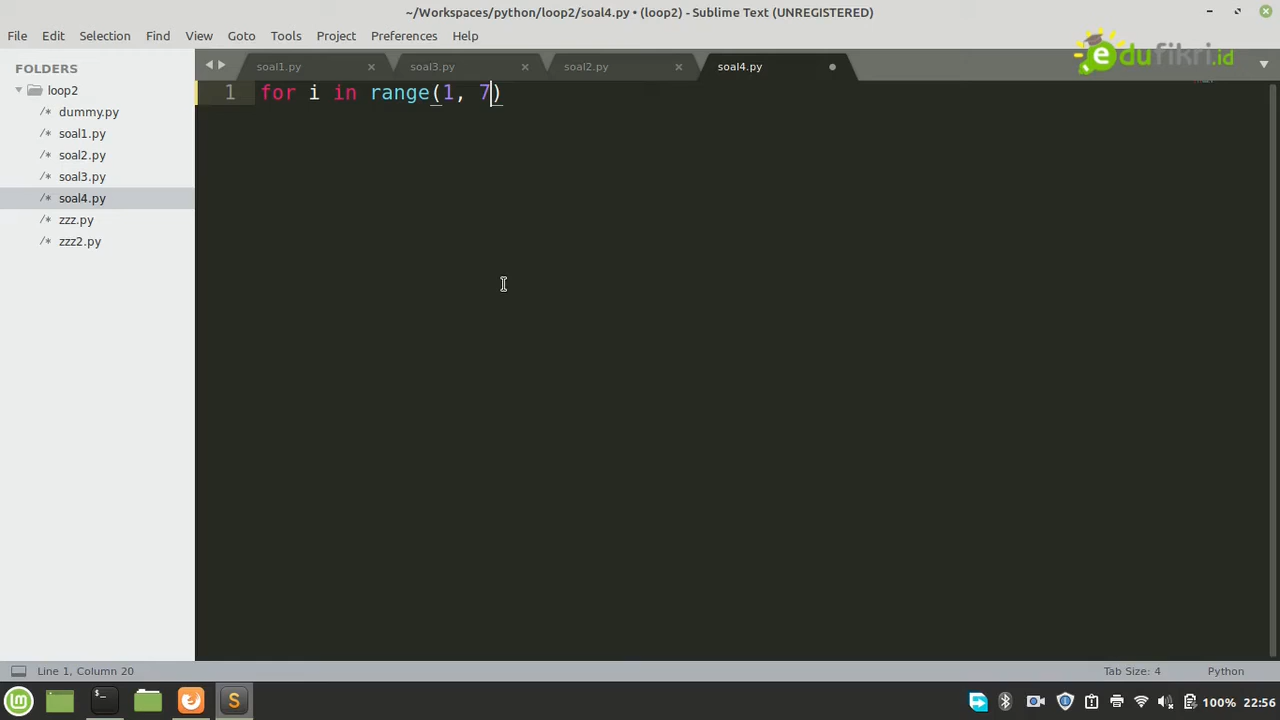 ~/Workspaces/python/loop2/soal4.py • (loop2) - Sublime Text (UNREGISTERED)
File Edit Selection Find View Goto Tools Project Preferences Help
edufikri.id
FOLDERS
loop2
/* dummy.py
/* soal1.py
/* soal2.py
/* soal3.py
/* soal4.py
/* zzz.py
/* zzz2.py
soal1.py soal3.py soal2.py soal4.py
1 for i in range(1, 7)
Line 1, Column 20 Tab Size: 4 Python
100% 22:56